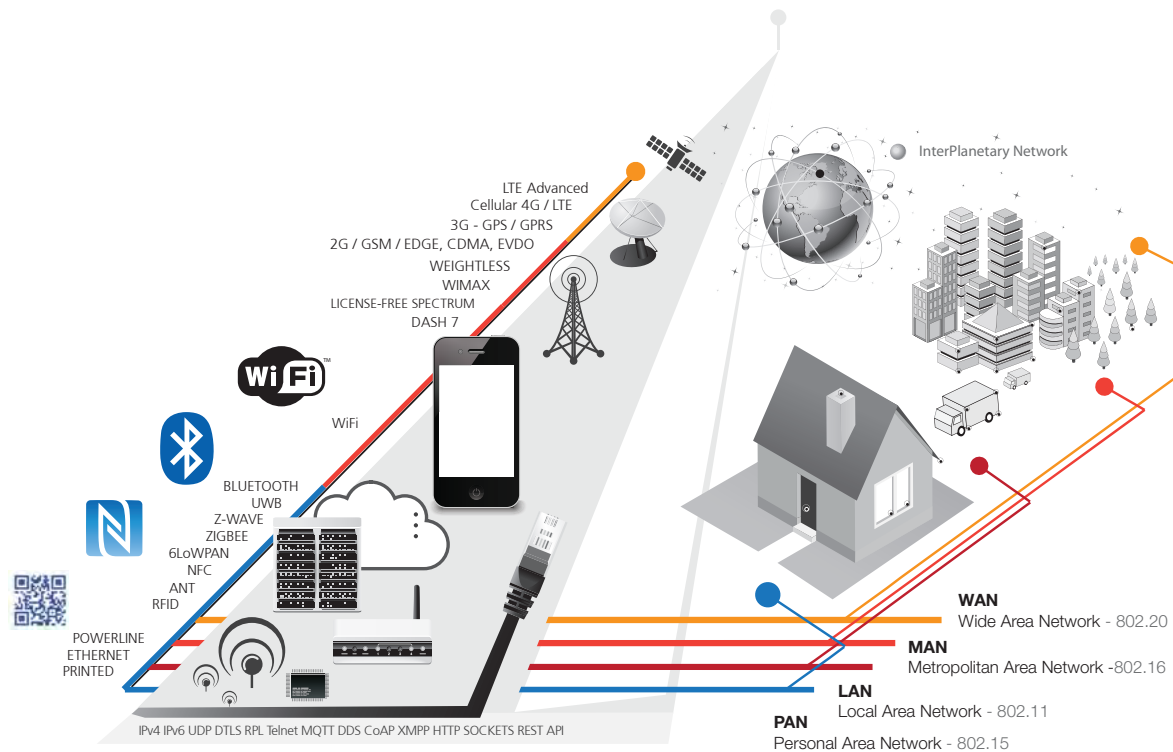 InterPlanetary Network
LTE Advanced
Cellular 4G / LTE
3G - GPS / GPRS
2G / GSM / EDGE, CDMA, EVDO
WEIGHTLESS
WIMAX
LICENSE-FREE SPECTRUM
DASH 7
Wi Fi ™
WiFi
BLUETOOTH
UWB
Z-WAVE
ZIGBEE
6LoWPAN
NFC
ANT
RFID
POWERLINE
ETHERNET
PRINTED
WAN
Wide Area Network - 802.20
MAN
Metropolitan Area Network -802.16
LAN
Local Area Network - 802.11
PAN
Personal Area Network - 802.15
IPv4 IPv6 UDP DTLS RPL Telnet MQTT DDS CoAP XMPP HTTP SOCKETS REST API